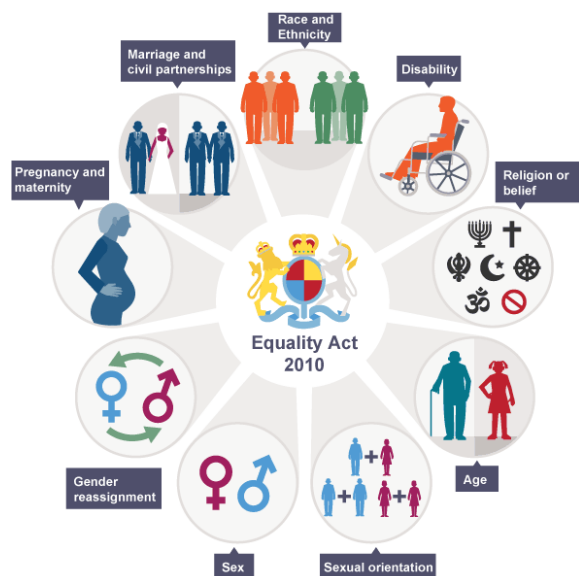 Race and
Ethnicity
Marriage and
civil partnerships
Disability
Pregnancy and
maternity
Religion or
belief
Equality Act
2010
Gender
reassignment
Age
Sex
Sexual orientation